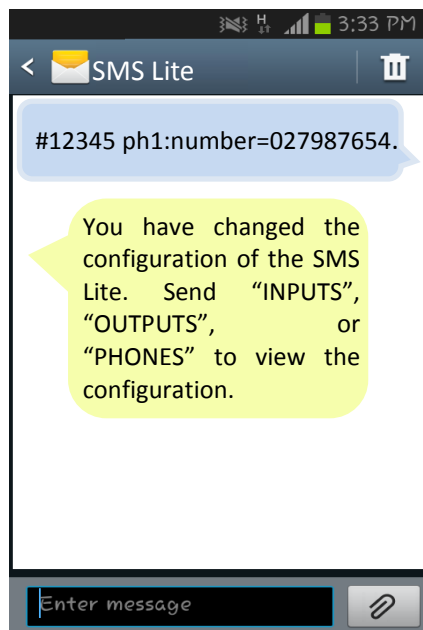 H 3:33 PM
< SMS Lite
#12345 ph1:number=027987654.
You have changed the
configuration of the SMS
Lite. Send “INPUTS”,
“OUTPUTS”, or
“PHONES” to view the
configuration.
Enter message